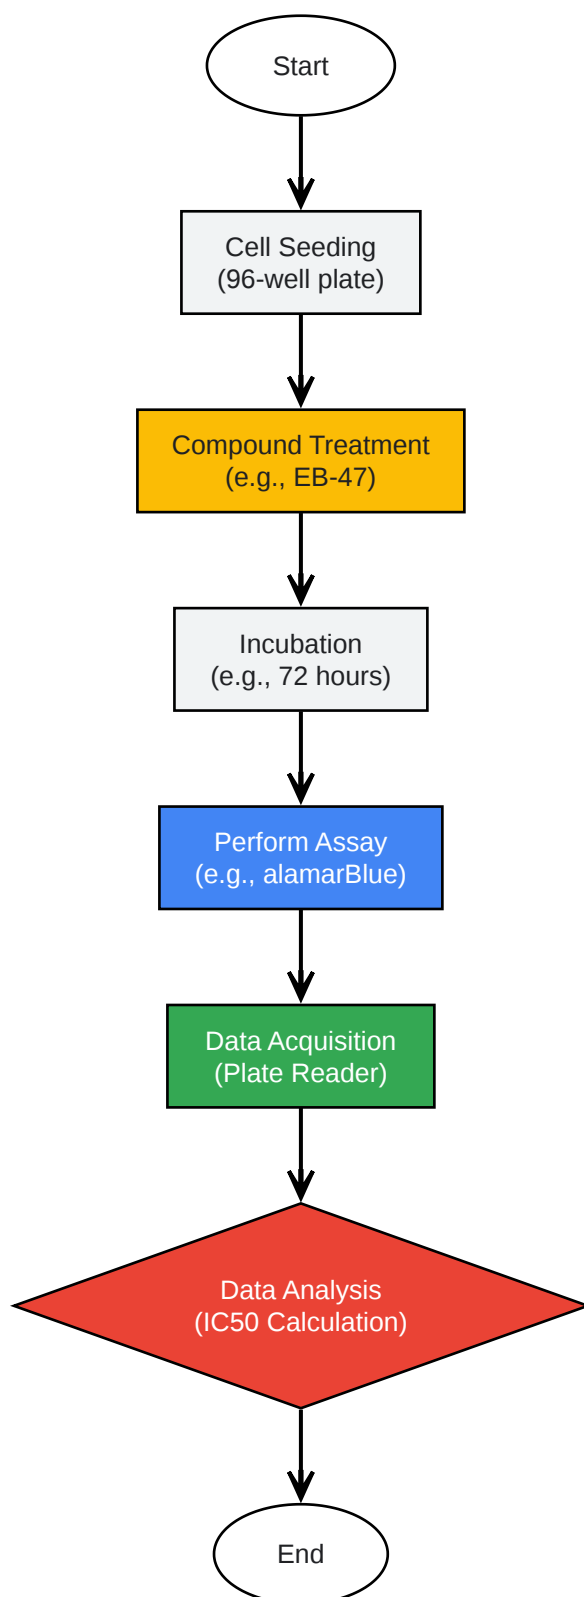 Start
Cell Seeding
(96-well plate)
Compound Treatment
(e.g., EB-47)
Incubation
(e.g., 72 hours)
Perform Assay
(e.g., alamarBlue)
Data Acquisition
(Plate Reader)
Data Analysis
(IC50 Calculation)
End